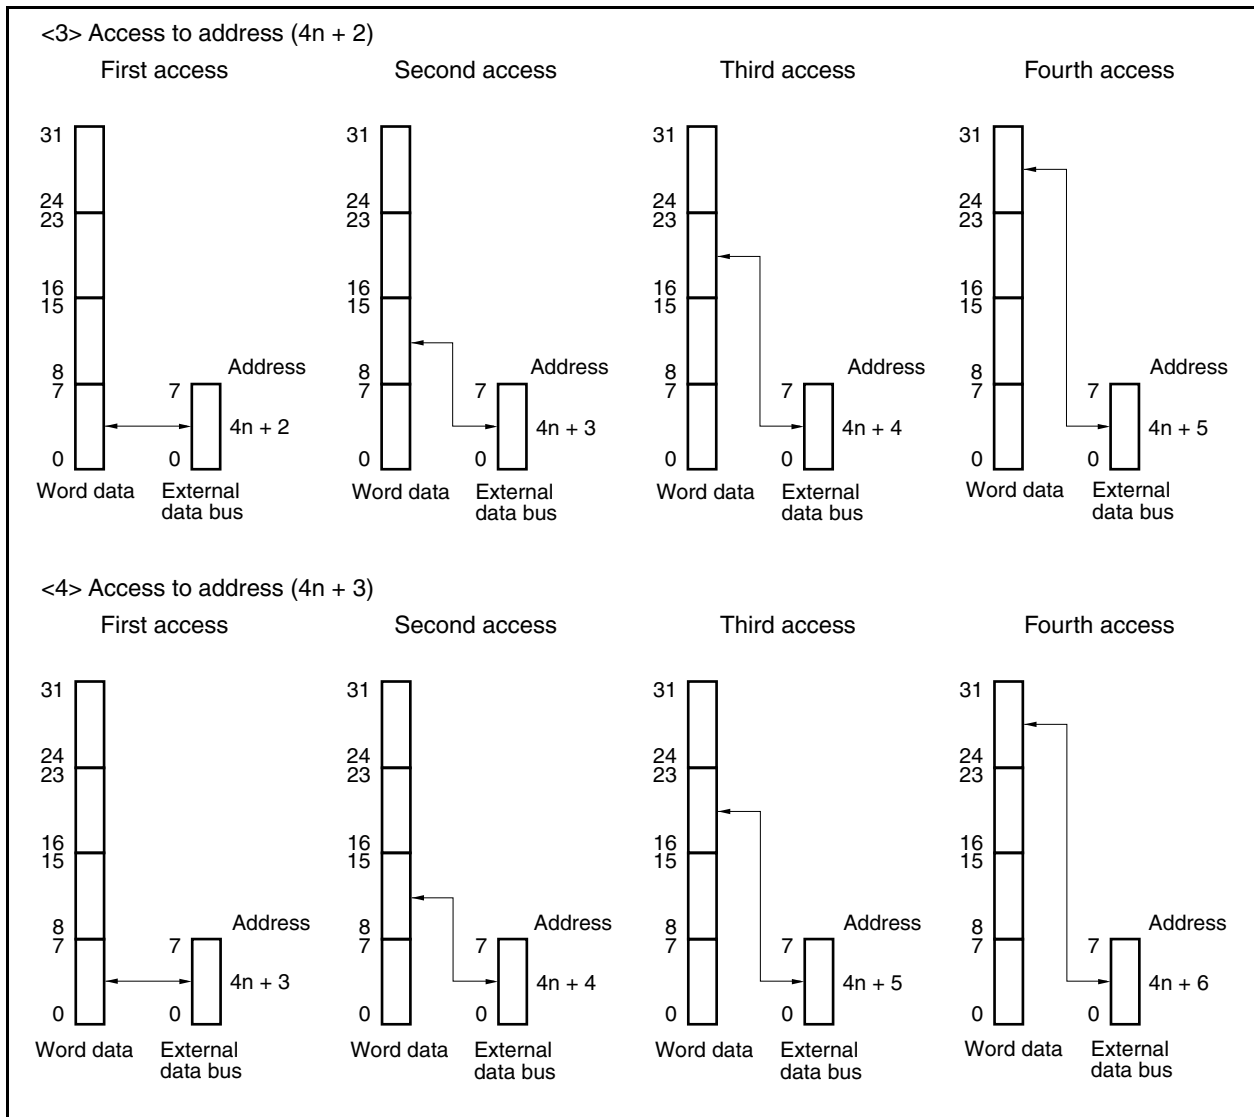 <3> Access to address (4n + 2)
First access Second access Third access Fourth access
31 31 31 31
24 24 24 24
23 23 23 23
16 16 16 16
15 15 15 15
Address Address Address Address
8 8 8 8
7 7 7 7 7 7 7 7
4n + 2 4n + 3 4n + 4 4n + 5
0 0 0 0 0 0 0 0
Word data External data bus Word data External data bus Word data External data bus Word data External data bus
<4> Access to address (4n + 3)
First access Second access Third access Fourth access
31 31 31 31
24 24 24 24
23 23 23 23
16 16 16 16
15 15 15 15
Address Address Address Address
8 8 8 8
7 7 7 7 7 7 7 7
4n + 3 4n + 4 4n + 5 4n + 6
0 0 0 0 0 0 0 0
Word data External data bus Word data External data bus Word data External data bus Word data External data bus